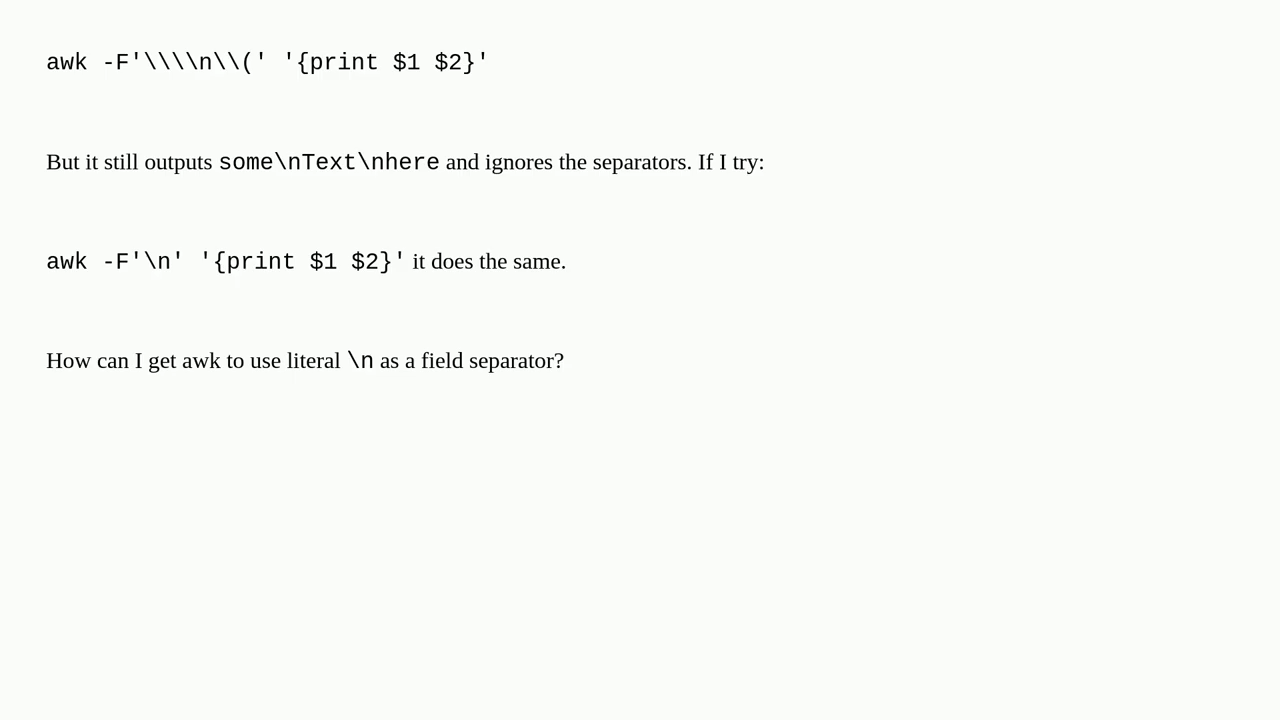 awk -F'\\\\n\\(' '{print $1 $2}'
But it still outputs some\nText\nhere and ignores the separators. If I try:
awk -F'\n' '{print $1 $2}' it does the same.
How can I get awk to use literal \n as a field separator?